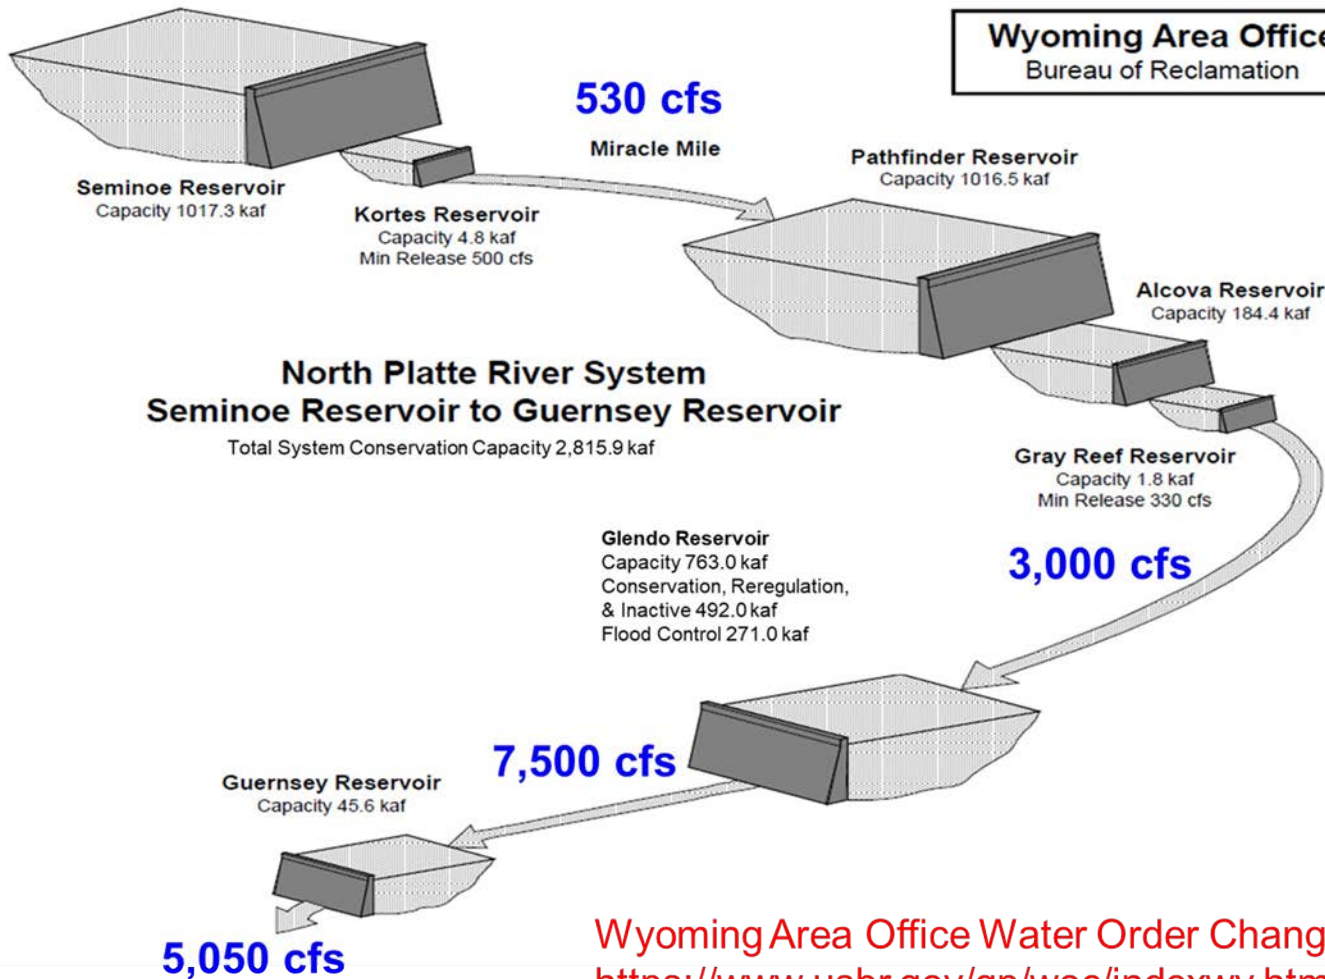 Wyoming Area Office
Bureau of Reclamation
530 cfs
Miracle Mile
Seminoe Reservoir
Capacity 1017.3 kaf
Kortes Reservoir
Capacity 4.8 kaf
Min Release 500 cfs
Pathfinder Reservoir
Capacity 1016.5 kaf
Alcova Reservoir
Capacity 184.4 kaf
North Platte River System
Seminoe Reservoir to Guernsey Reservoir
Total System Conservation Capacity 2,815.9 kaf
Gray Reef Reservoir
Capacity 1.8 kaf
Min Release 330 cfs
3,000 cfs
Glendo Reservoir
Capacity 763.0 kaf
Conservation, Reregulation,
& Inactive 492.0 kaf
Flood Control 271.0 kaf
7,500 cfs
Guernsey Reservoir
Capacity 45.6 kaf
5,050 cfs
Wyoming Area Office Water Order Chang